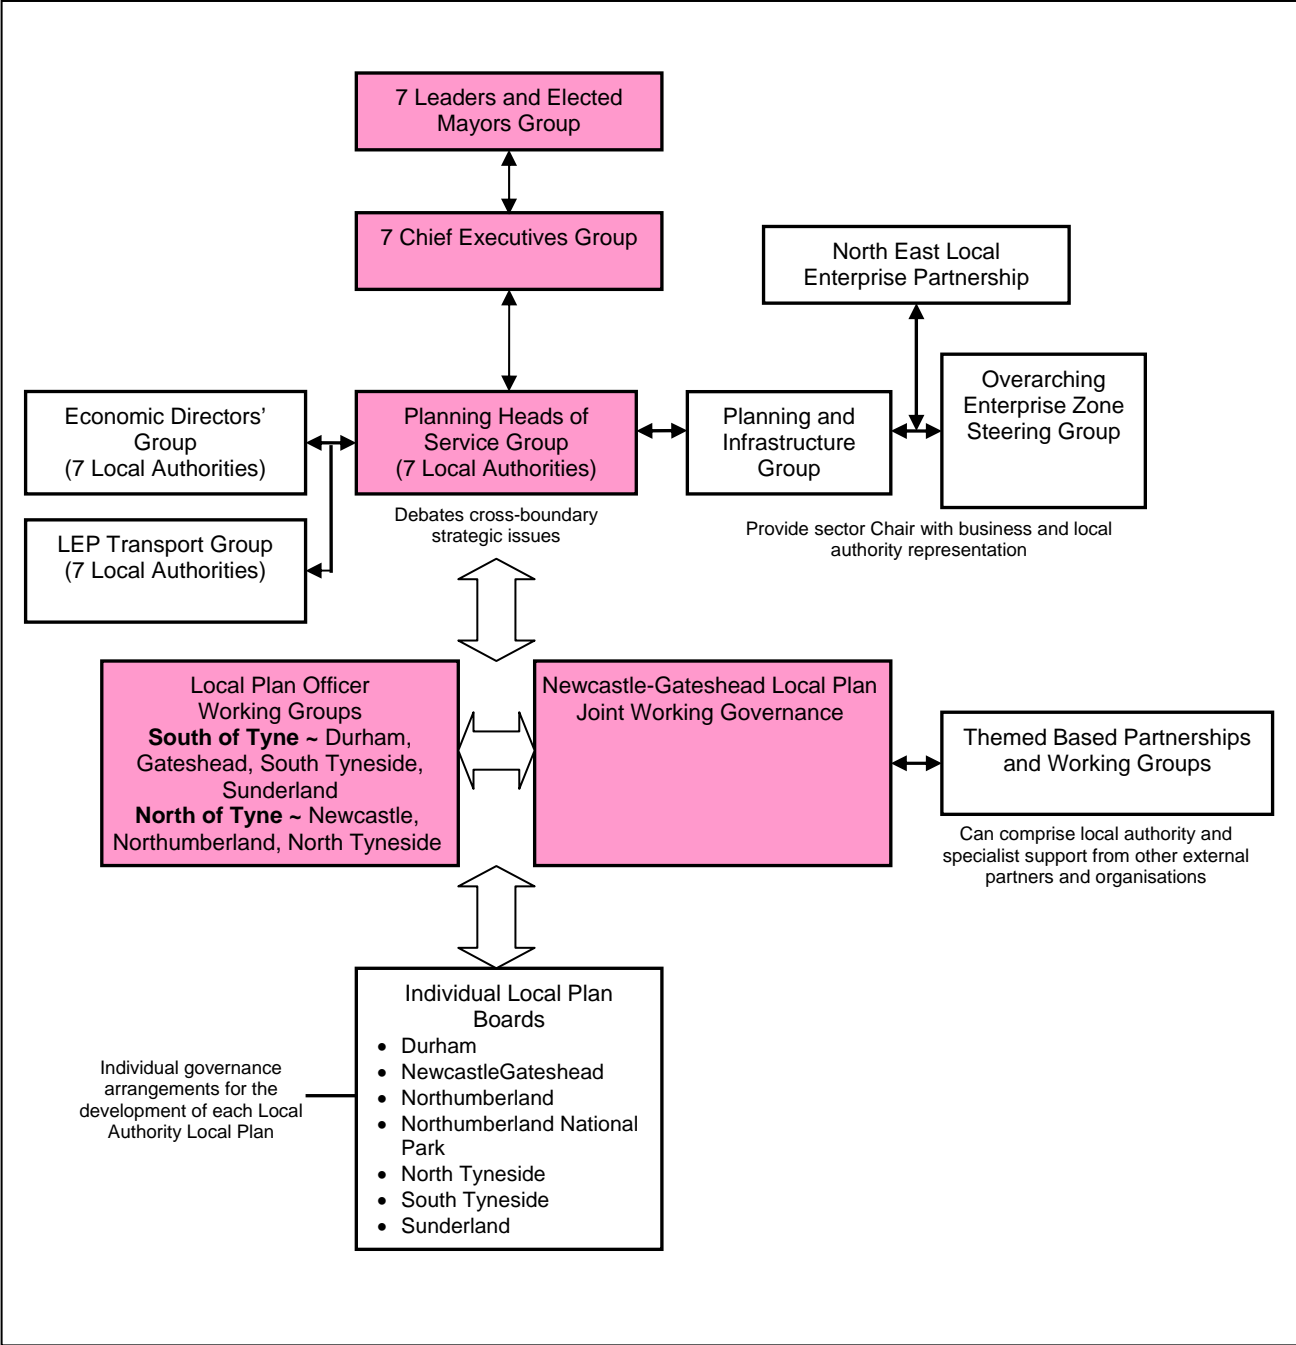 7 Leaders and Elected
Mayors Group
7 Chief Executives Group
North East Local
Enterprise Partnership
Economic Directors’
Group
(7 Local Authorities)
Planning Heads of
Service Group
(7 Local Authorities)
Planning and
Infrastructure
Group
Overarching
Enterprise Zone
Steering Group
LEP Transport Group
(7 Local Authorities)
Debates cross-boundary
strategic issues
Provide sector Chair with business and local
authority representation
Local Plan Officer
Working Groups
South of Tyne ~ Durham,
Gateshead, South Tyneside,
Sunderland
North of Tyne ~ Newcastle,
Northumberland, North Tyneside
Newcastle-Gateshead Local Plan
Joint Working Governance
Themed Based Partnerships
and Working Groups
Can comprise local authority and
specialist support from other external
partners and organisations
Individual Local Plan
Boards
• Durham
• NewcastleGateshead
• Northumberland
• Northumberland National
Park
• North Tyneside
• South Tyneside
• Sunderland
Individual governance
arrangements for the
development of each Local
Authority Local Plan